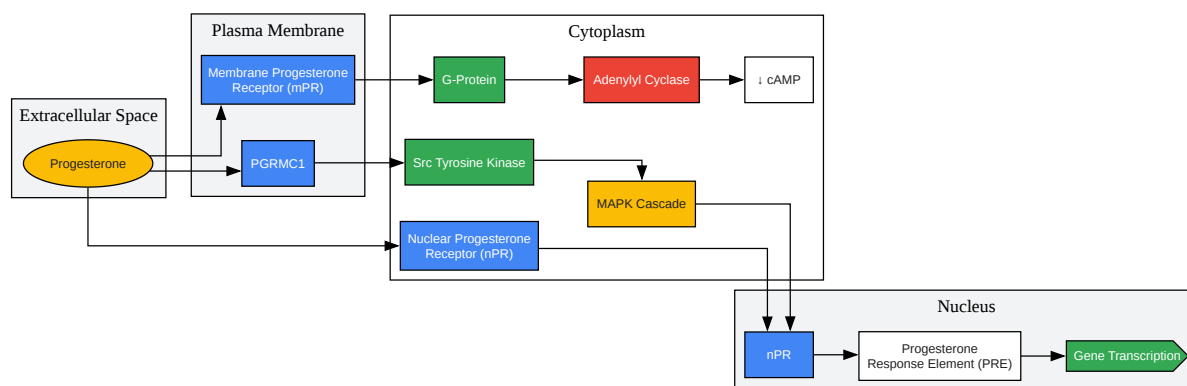 Plasma Membrane
Cytoplasm
Membrane Progesterone
Receptor (mPR)
G-Protein
Adenylyl Cyclase
↓ cAMP
Extracellular Space
Progesterone
PGRMC1
Src Tyrosine Kinase
MAPK Cascade
Nuclear Progesterone
Receptor (nPR)
Nucleus
nPR
Progesterone
Response Element (PRE)
Gene Transcription